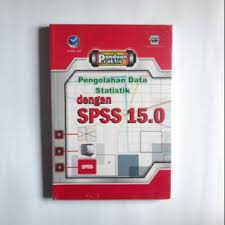 Panduan
Praktis
Pengolahan Data
Statistik
dengan
SPSS 15.0
SPSS